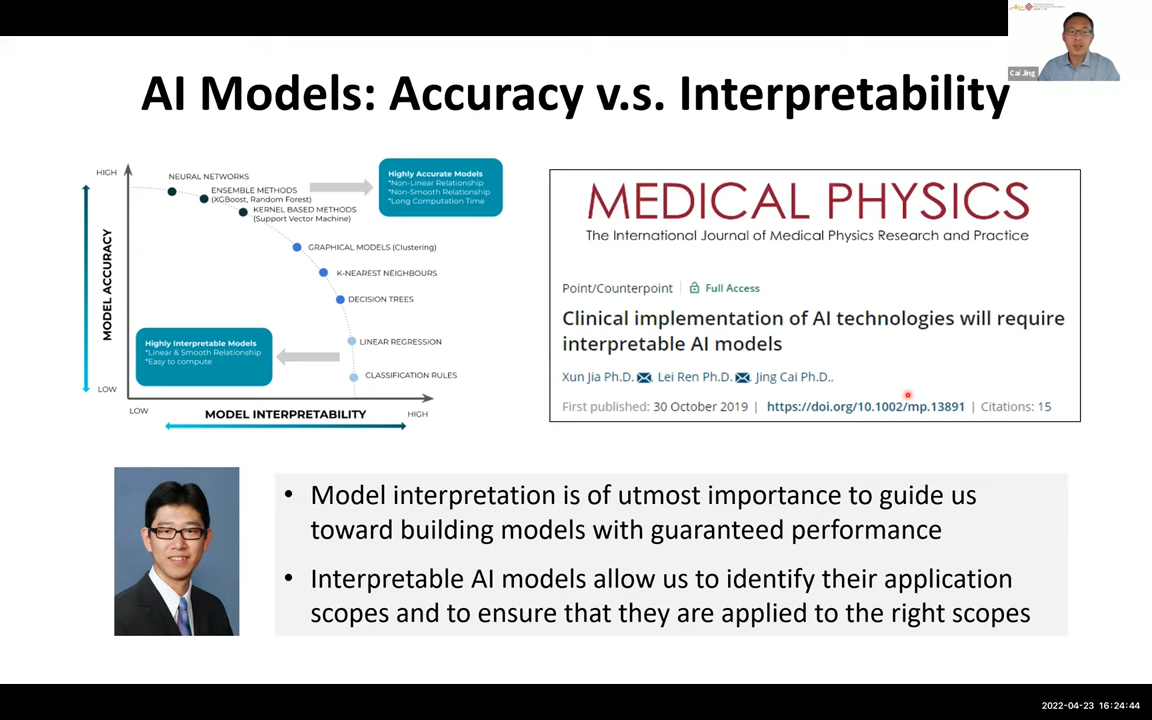 Cai Jing
AI Models: Accuracy v.s. Interpretability
HIGH
MODEL ACCURACY
LOW
NEURAL NETWORKS
ENSEMBLE METHODS
(XGBoost, Random Forest)
KERNEL BASED METHODS
(Support Vector Machine)
GRAPHICAL MODELS (Clustering)
K-NEAREST NEIGHBOURS
DECISION TREES
LINEAR REGRESSION
CLASSIFICATION RULES
Highly Accurate Models
*Non-Linear Relationship
*Non-Smooth Relationship
*Long Computation Time
Highly Interpretable Models
*Linear & Smooth Relationship
*Easy to compute
LOW
MODEL INTERPRETABILITY
HIGH
MEDICAL PHYSICS
The International Journal of Medical Physics Research and Practice
Point/Counterpoint | Full Access
Clinical implementation of AI technologies will require
interpretable AI models
Xun Jia Ph.D. Lei Ren Ph.D. Jing Cai Ph.D.,
First published: 30 October 2019 | https://doi.org/10.1002/mp.13891 | Citations: 15
• Model interpretation is of utmost importance to guide us
toward building models with guaranteed performance
• Interpretable AI models allow us to identify their application
scopes and to ensure that they are applied to the right scopes
2022-04-23 16:24:44